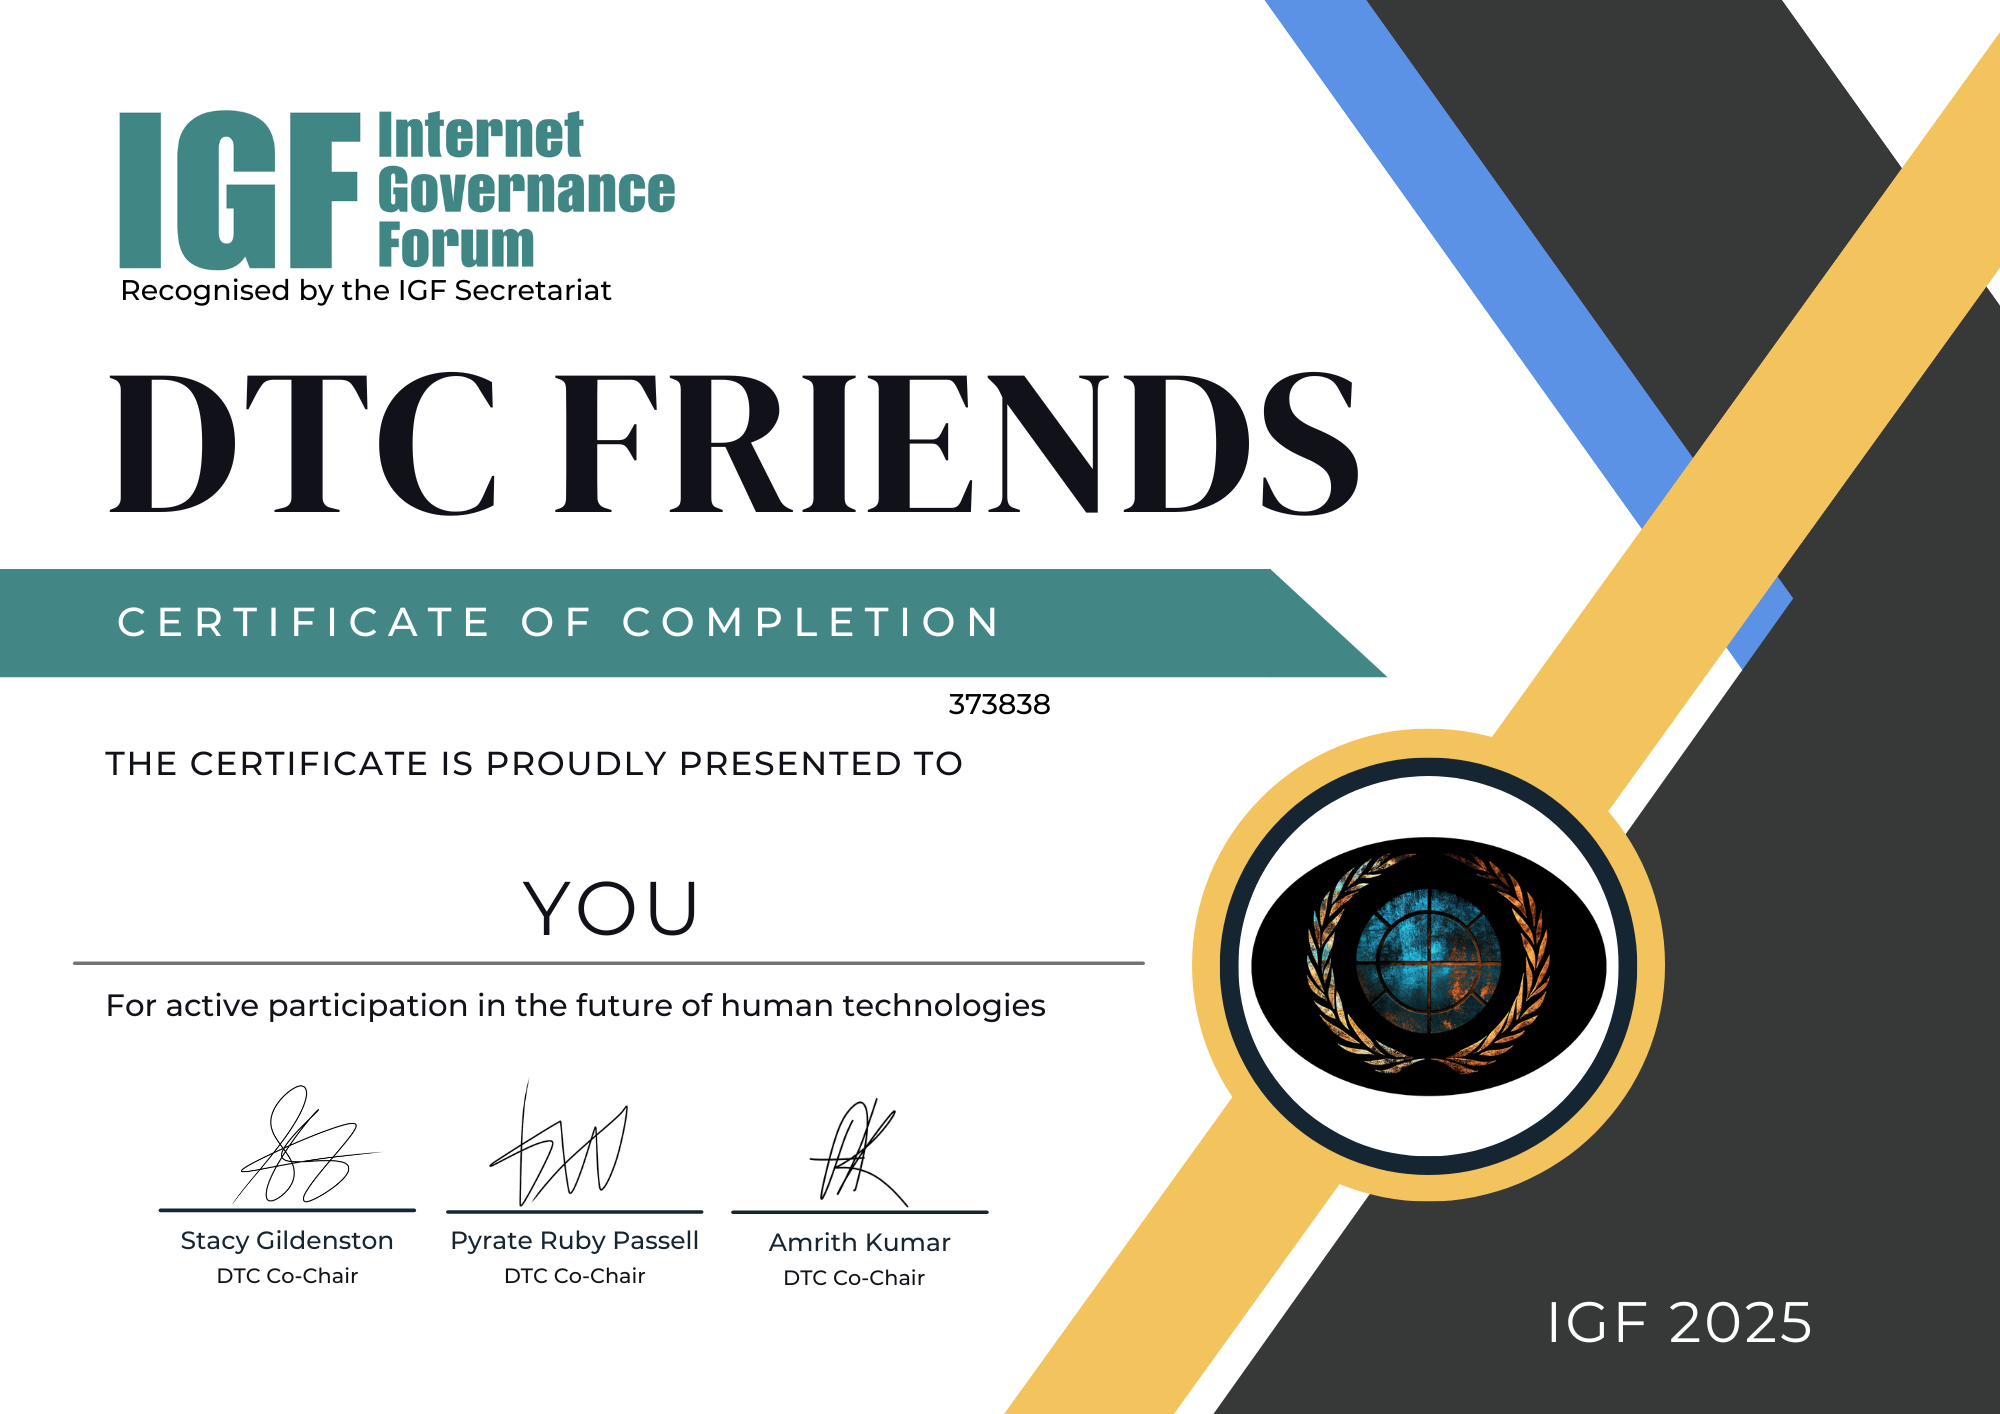 IGF
Internet
Governance
Forum
Recognised by the IGF Secretariat
DTC FRIENDS
CERTIFICATE OF COMPLETION
373838
THE CERTIFICATE IS PROUDLY PRESENTED TO
YOU
For active participation in the future of human technologies
Stacy Gildenston
DTC Co-Chair
Pyrate Ruby Passell
DTC Co-Chair
Amrith Kumar
DTC Co-Chair
IGF 2025